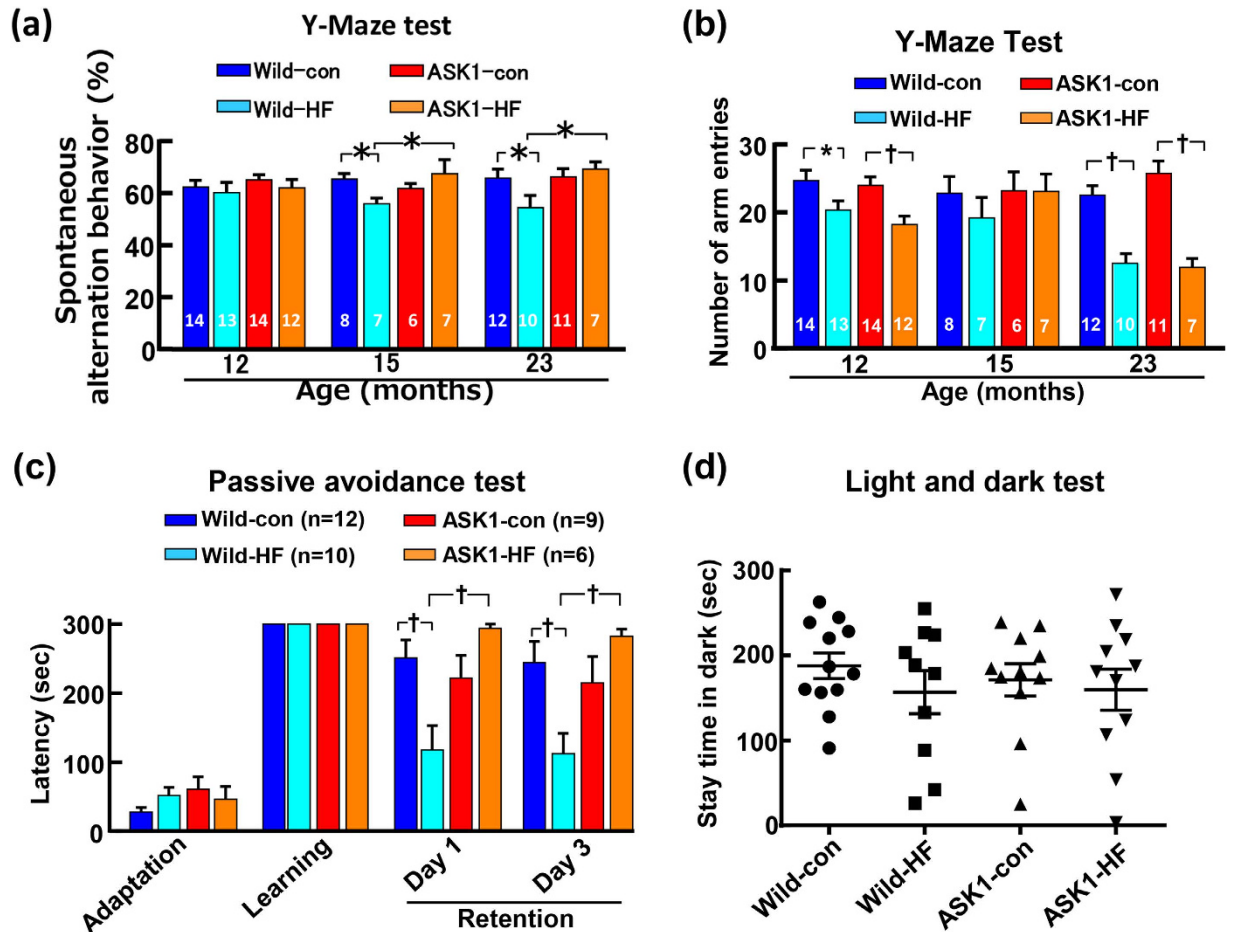 (a)
Y-Maze test
Wild-con ASK1-con
Wild-HF ASK1-HF
Spontaneous
alternation behavior (%)
80
60
40
20
0
* * * *
14 13 14 12 8 7 6 7 12 10 11 7
12 15 23
Age (months)
(b)
Y-Maze Test
Wild-con ASK1-con
Wild-HF ASK1-HF
Number of arm entries
30
20
10
0
* † † †
14 13 14 12 8 7 6 7 12 10 11 7
12 15 23
Age (months)
(c)
Passive avoidance test
Wild-con (n=12) ASK1-con (n=9)
Wild-HF (n=10) ASK1-HF (n=6)
Latency (sec)
300
200
100
0
† † † †
Adaptation Learning Day 1 Day 3
Retention
(d)
Light and dark test
Stay time in dark (sec)
300
200
100
0
Wild-con Wild-HF ASK1-con ASK1-HF